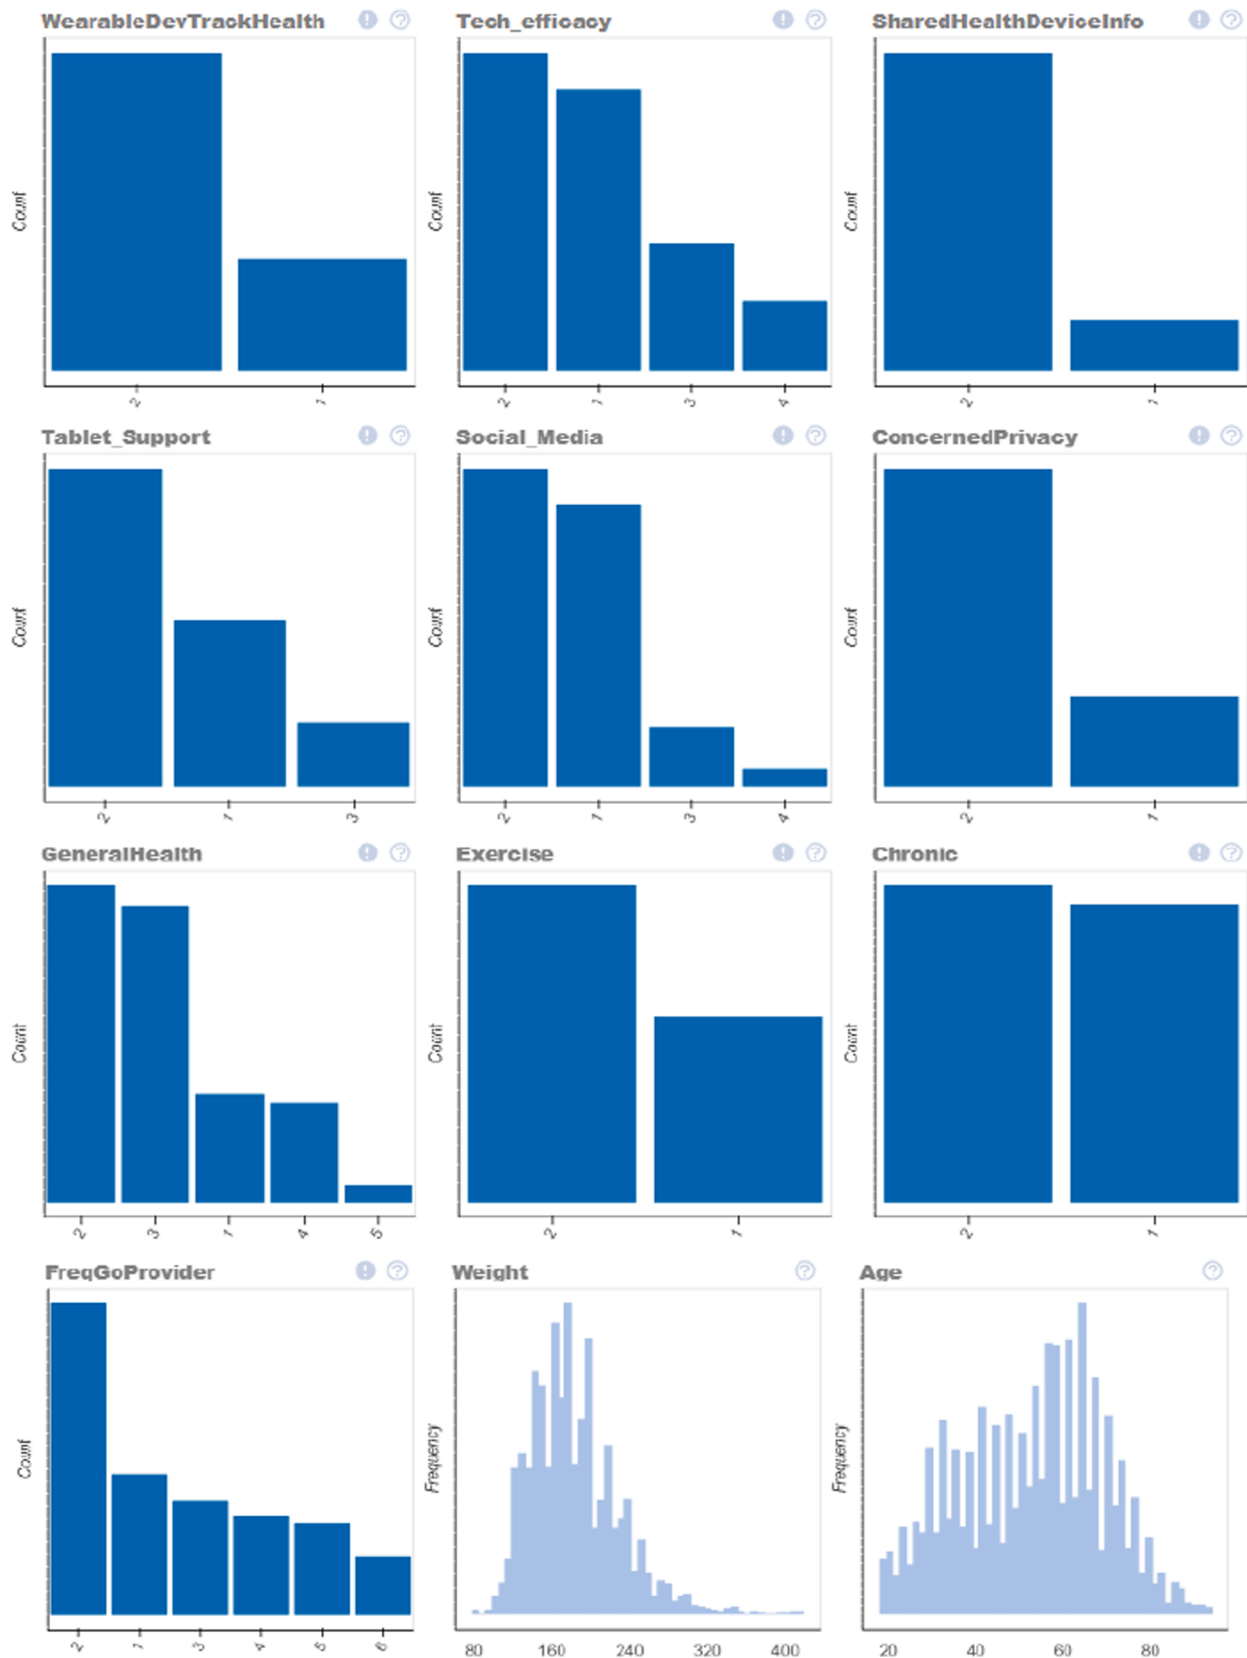 WearableDevTrackHealth
Tech_efficacy
SharedHealthDeviceInfo
Count
2 1
Count
2 1 3 4
Count
2 1
Tablet_Support
Social_Media
ConcernedPrivacy
Count
2 1 3
Count
2 1 3 4
Count
2 1
GeneralHealth
Exercise
Chronic
Count
2 3 1 4 5
Count
2 1
Count
2 1
FreqGoProvider
Weight
Age
Count
2 1 3 4 5 6
Frequency
80 160 240 320 400
Frequency
20 40 60 80